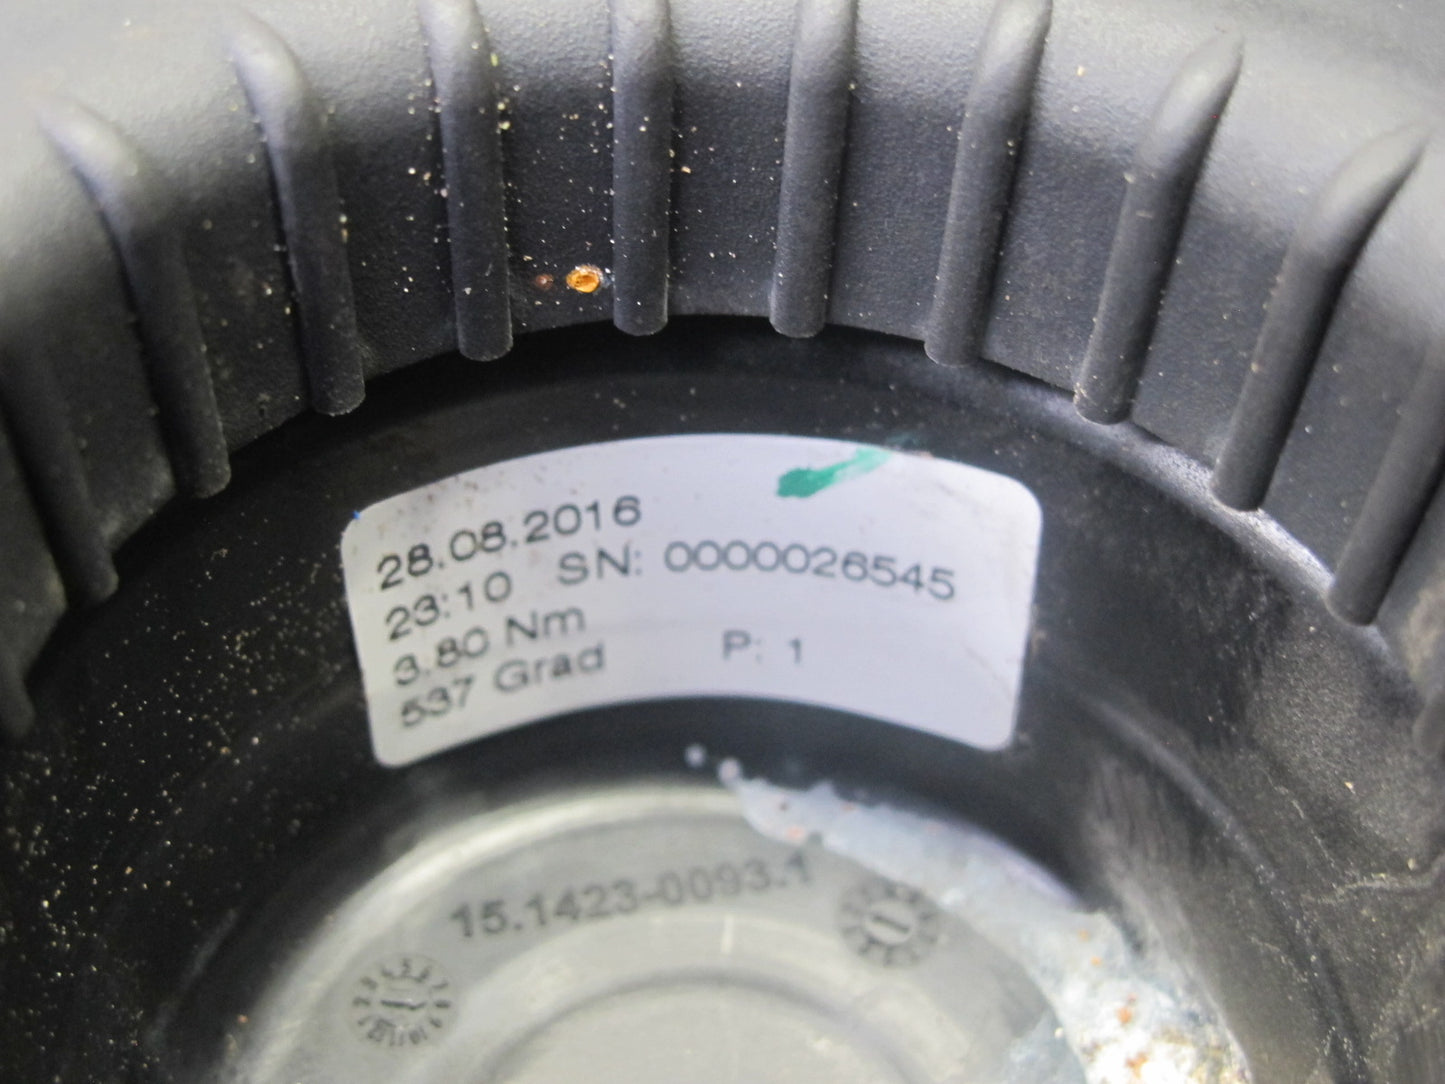 28.08.2016
23:10 SN: 0000026545
3.80 Nm
537 Grad P: 1
15.1423-0093.1